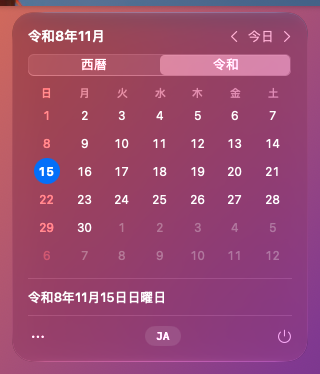 令和8年11月 今日
西暦 令和
日 月 火 水 木 金 土
1 2 3 4 5 6 7
8 9 10 11 12 13 14
15 16 17 18 19 20 21
22 23 24 25 26 27 28
29 30 1 2 3 4 5
6 7 8 9 10 11 12
令和8年11月15日日曜日
JA